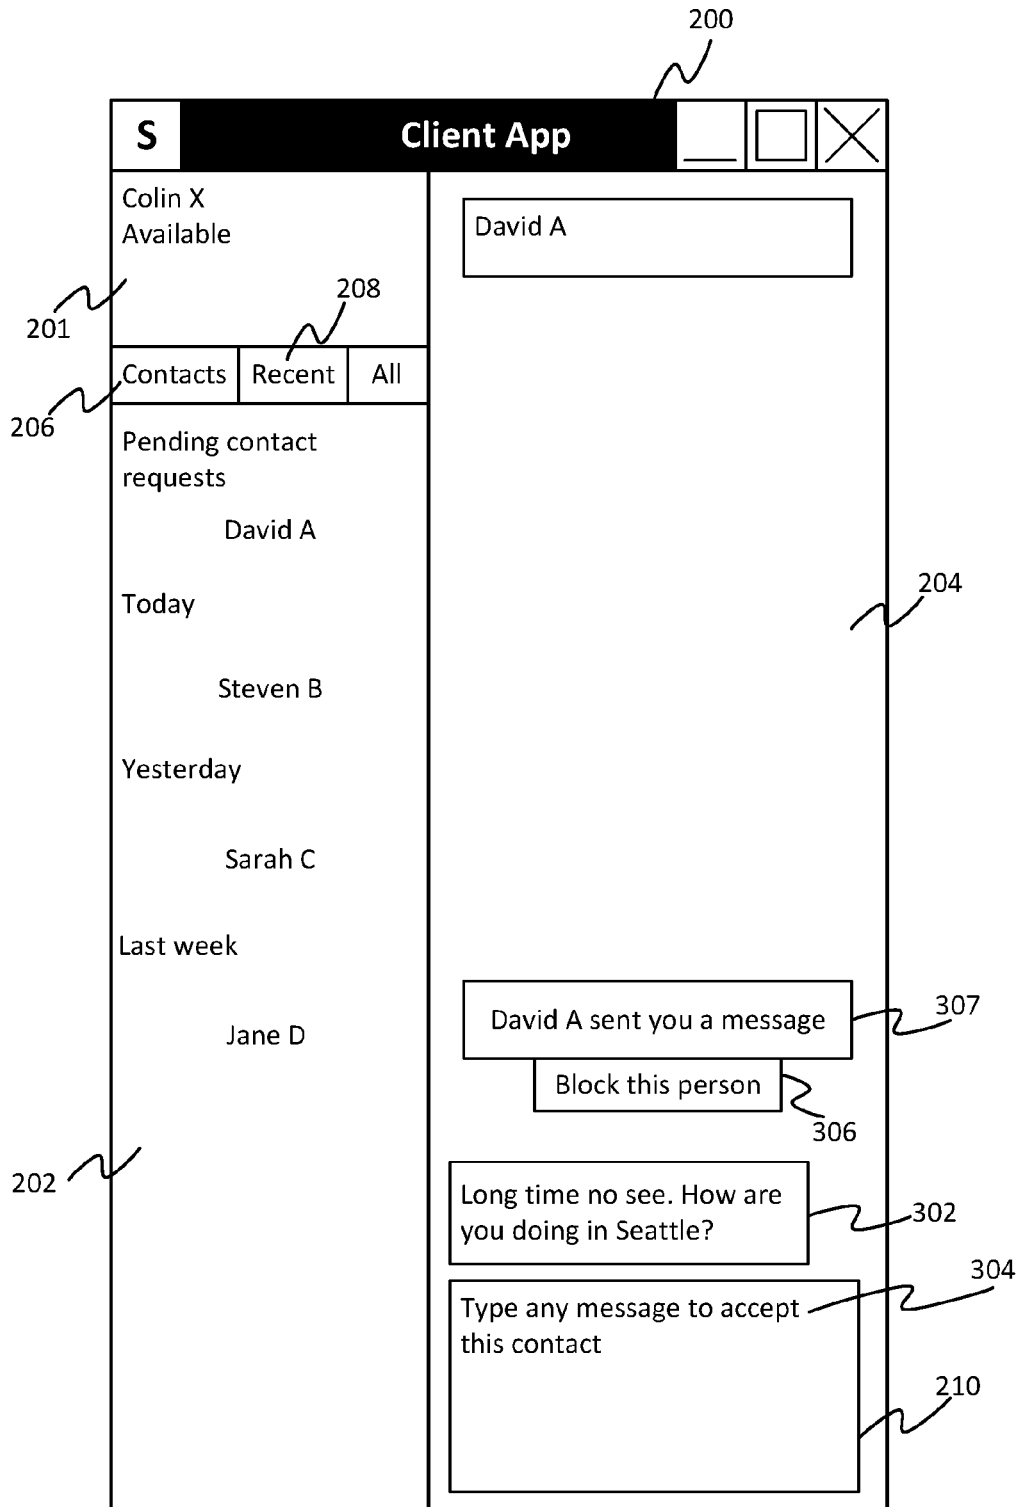 200
S
Client App
Colin X
Available
David A
201
208
Contacts
Recent
All
206
Pending contact
requests
David A
Today
204
Steven B
Yesterday
Sarah C
Last week
Jane D
David A sent you a message
307
Block this person
306
202
Long time no see. How are
you doing in Seattle?
302
304
Type any message to accept
this contact
210